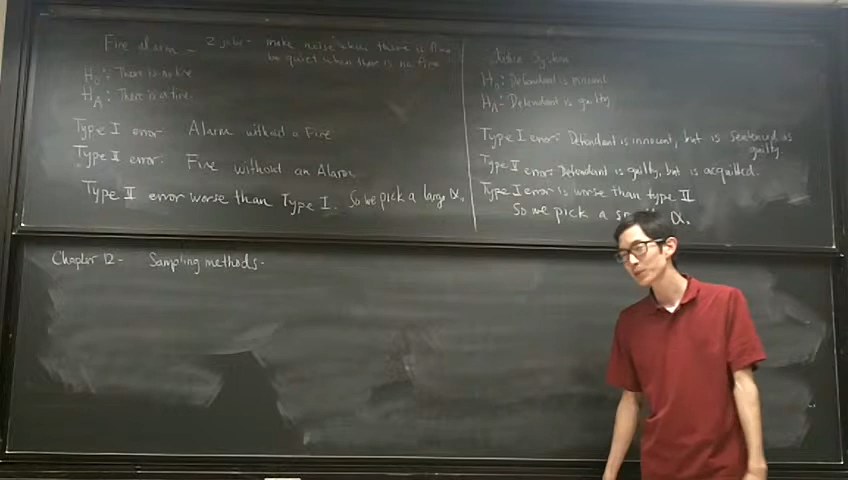 Fire alarm - 2 jobs - make noise when there is fire
be quiet when there is no fire
H0: There is no fire
HA: There is a fire.
Type I error: Alarm without a Fire
Type II error: Fire without an Alarm
Type II error worse than Type I. So we pick a large α.
Justice System
H0: Defendant is innocent
HA: Defendant is guilty
Type I error: Defendant is innocent, but is sentenced as
guilty.
Type II error: Defendant is guilty, but is acquitted.
Type I error is worse than type II
So we pick a α.
Chapter 12- Sampling methods-